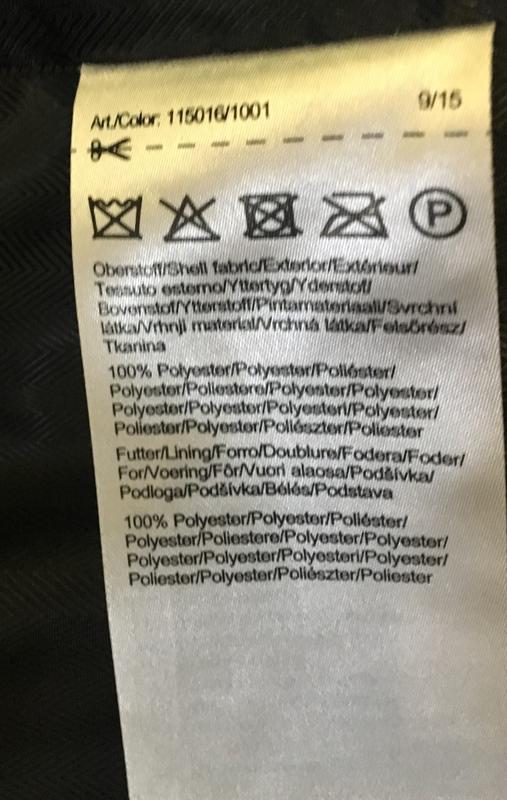 Art./Color: 115016/1001 9/15
P
Oberstoff/Shell fabric/Exterior/Extérieur/
Tessuto esterno/Yttertyg/Yderstof/
Bovenstof/Ytterstoff/Pintamateriaali/Svrchní
látka/Vrhnji material/Vrchná látka/Felsőrész/
Tkanina
100% Polyester/Polyester/Poliéster/
Polyester/Poliestere/Polyester/Polyester/
Polyester/Polyester/Polyesteri/Polyester/
Poliester/Polyester/Poliészter/Poliester
Futter/Lining/Forro/Doublure/Fodera/Foder/
For/Voering/Fôr/Vuori alaosa/Podšívka/
Podloga/Podšívka/Bélés/Podstava
100% Polyester/Polyester/Poliéster/
Polyester/Poliestere/Polyester/Polyester/
Polyester/Polyester/Polyesteri/Polyester/
Poliester/Polyester/Poliészter/Poliester